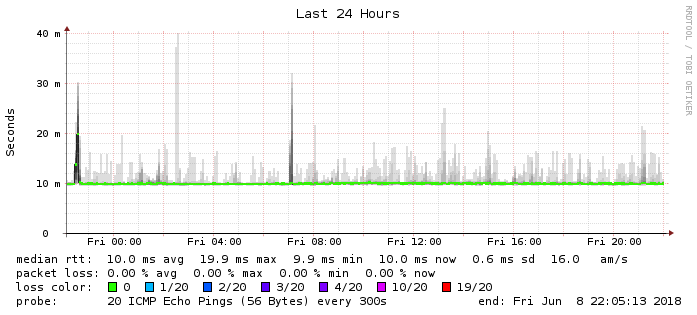 Last 24 Hours
RRDTOOL / TOBI OETIKER
Seconds
40 m
30 m
20 m
10 m
0
Fri 00:00 Fri 04:00 Fri 08:00 Fri 12:00 Fri 16:00 Fri 20:00
median rtt: 10.0 ms avg 19.9 ms max 9.9 ms min 10.0 ms now 0.6 ms sd 16.0 am/s
packet loss: 0.00 % avg 0.00 % max 0.00 % min 0.00 % now
loss color: 0 1/20 2/20 3/20 4/20 10/20 19/20
probe: 20 ICMP Echo Pings (56 Bytes) every 300s end: Fri Jun 8 22:05:13 2018